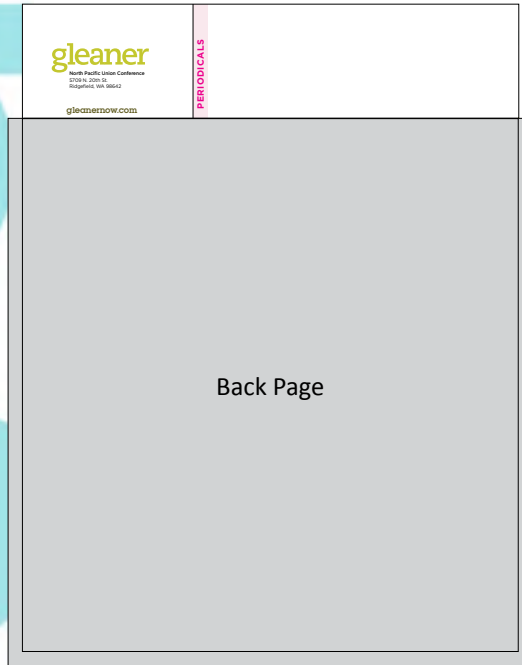 gleaner
North Pacific Union Conference
5709 N. 20th St.
Ridgefield, WA 98642
gleanernow.com
PERIODICALS
Back Page